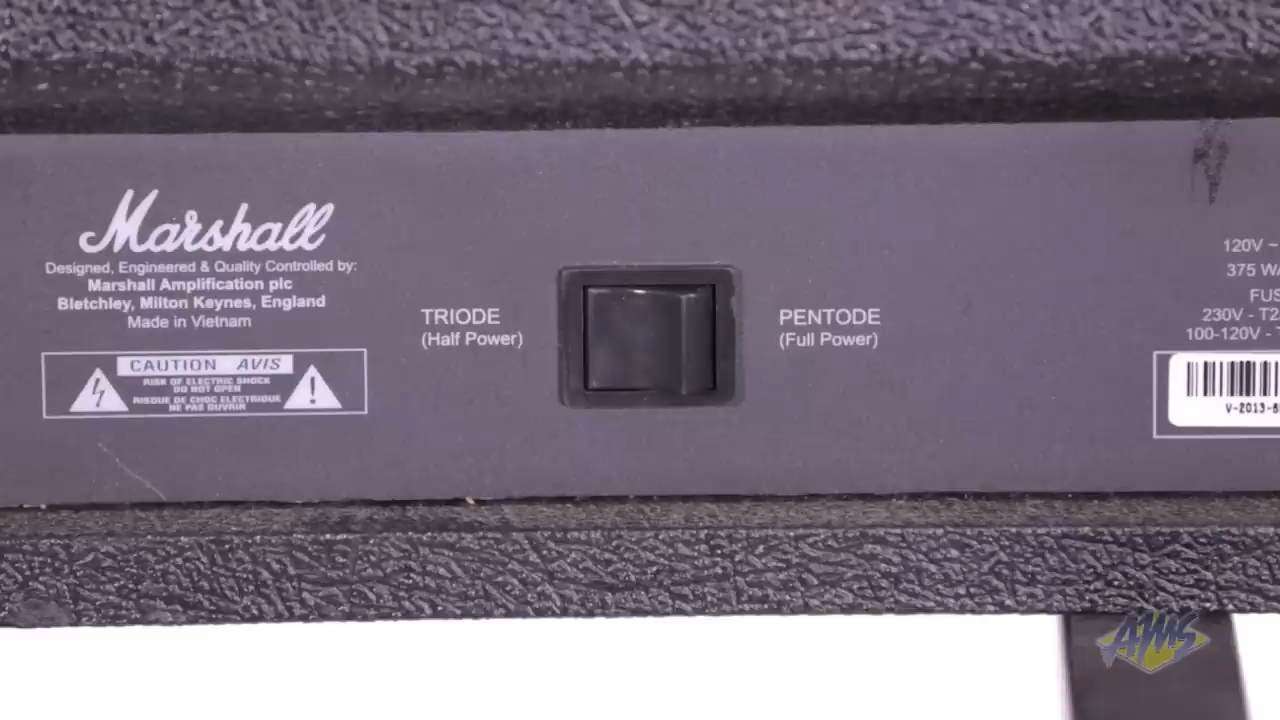 Marshall
Designed, Engineered & Quality Controlled by:
Marshall Amplification plc
Bletchley, Milton Keynes, England
Made in Vietnam
CAUTION AVIS
RISK OF ELECTRIC SHOCK
DO NOT OPEN
RISQUE DE CHOC ELECTRIQUE
NE PAS OUVRIR
TRIODE
(Half Power)
PENTODE
(Full Power)
120V ~
375 WA
FUS
230V - T2
100-120V -
V-2013-
AMS